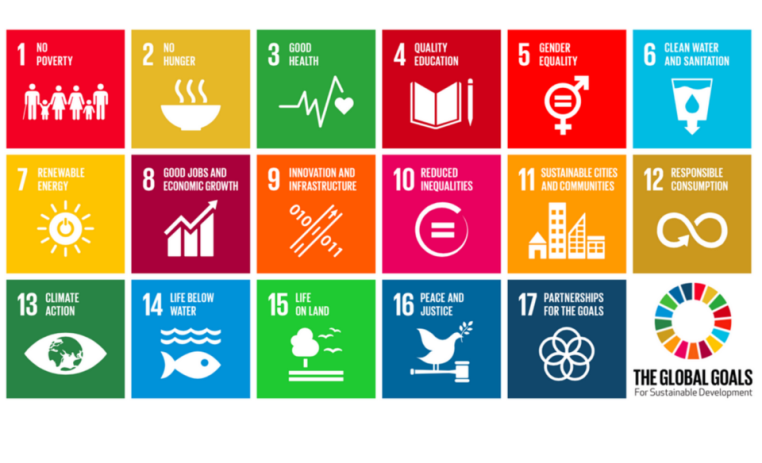 1 NO
POVERTY
2 NO
HUNGER
3 GOOD
HEALTH
4 QUALITY
EDUCATION
5 GENDER
EQUALITY
6 CLEAN WATER
AND SANITATION
7 RENEWABLE
ENERGY
8 GOOD JOBS AND
ECONOMIC GROWTH
9 INNOVATION AND
INFRASTRUCTURE
010
011
10 REDUCED
INEQUALITIES
11 SUSTAINABLE CITIES
AND COMMUNITIES
12 RESPONSIBLE
CONSUMPTION
13 CLIMATE
ACTION
14 LIFE BELOW
WATER
15 LIFE
ON LAND
16 PEACE AND
JUSTICE
17 PARTNERSHIPS
FOR THE GOALS
THE GLOBAL GOALS
For Sustainable Development